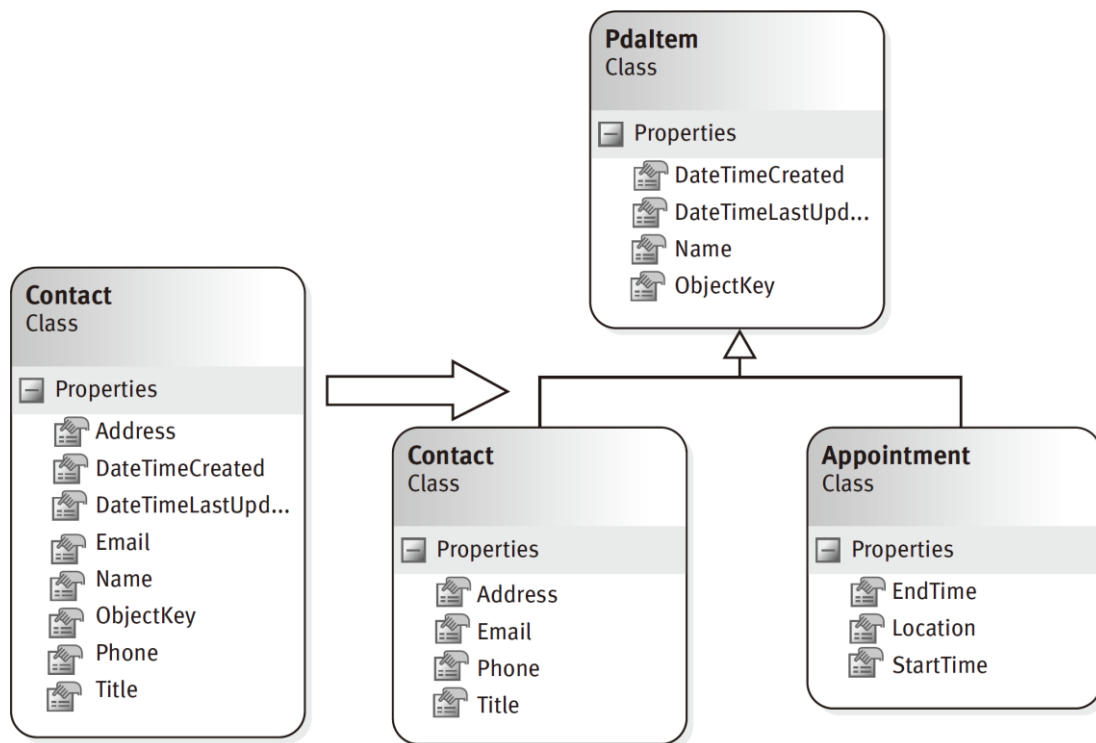 PdaItem
Class
Properties
DateTimeCreated
DateTimeLastUpd...
Name
ObjectKey
Contact
Class
Properties
Address
DateTimeCreated
DateTimeLastUpd...
Email
Name
ObjectKey
Phone
Title
Contact
Class
Properties
Address
Email
Phone
Title
Appointment
Class
Properties
EndTime
Location
StartTime